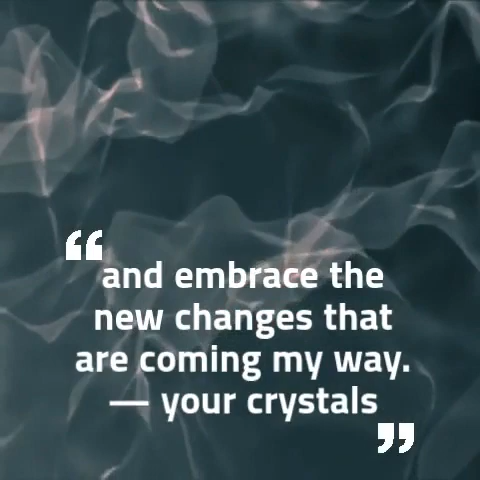 “
and embrace the
new changes that
are coming my way.
— your crystals
”